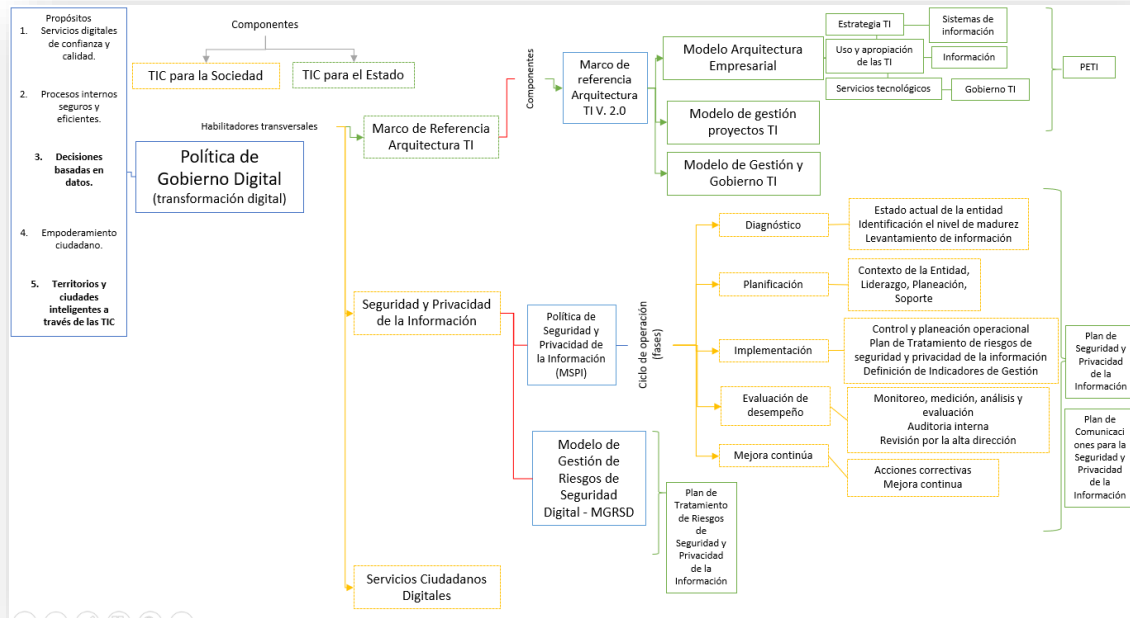 Propósitos
1. Servicios digitales
de confianza y
calidad.
2. Procesos internos
seguros y
eficientes.
3. Decisiones
basadas en
datos.
4. Empoderamiento
ciudadano.
5. Territorios y
ciudades
inteligentes a
través de las TIC
Componentes
TIC para la Sociedad
TIC para el Estado
Habilitadores transversales
Política de
Gobierno Digital
(transformación digital)
Marco de Referencia
Arquitectura TI
Componentes
Marco de
referencia
Arquitectura
TI V. 2.0
Modelo Arquitectura
Empresarial
Estrategia TI
Sistemas de
información
Uso y apropiación
de las TI
Información
Servicios tecnológicos
Gobierno TI
PETI
Modelo de gestión
proyectos TI
Modelo de Gestión y
Gobierno TI
Seguridad y Privacidad
de la Información
Política de
Seguridad y
Privacidad de
la Información
(MSPI)
Ciclo de operación
(fases)
Diagnóstico
Estado actual de la entidad
Identificación el nivel de madurez
Levantamiento de información
Planificación
Contexto de la Entidad,
Liderazgo, Planeación,
Soporte
Implementación
Control y planeación operacional
Plan de Tratamiento de riesgos de
seguridad y privacidad de la información
Definición de Indicadores de Gestión
Evaluación de
desempeño
Monitoreo, medición, análisis y
evaluación
Auditoria interna
Revisión por la alta dirección
Mejora continúa
Acciones correctivas
Mejora continua
Plan de
Seguridad y
Privacidad
de la
Información
Plan de
Comunicaci
ones para la
Seguridad y
Privacidad
de la
Información
Modelo de
Gestión de
Riesgos de
Seguridad
Digital - MGRSD
Plan de
Tratamiento
de Riesgos
de
Seguridad y
Privacidad
de la
Información
Servicios Ciudadanos
Digitales